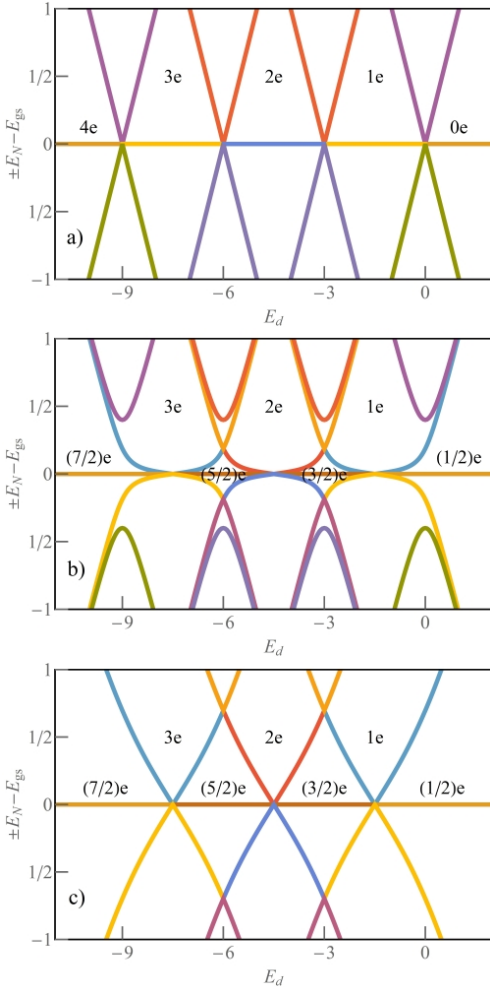 1
3e
2e
1e
1/2
4e
0e
0
±E_N−E_gs
1/2
a)
−1
−9
−6
−3
0
E_d
1
3e
2e
1e
1/2
(7/2)e
(1/2)e
(5/2)e
(3/2)e
0
±E_N−E_gs
1/2
b)
−1
−9
−6
−3
0
E_d
1
3e
2e
1e
1/2
(7/2)e
(5/2)e
(3/2)e
(1/2)e
0
±E_N−E_gs
1/2
c)
−1
−9
−6
−3
0
E_d